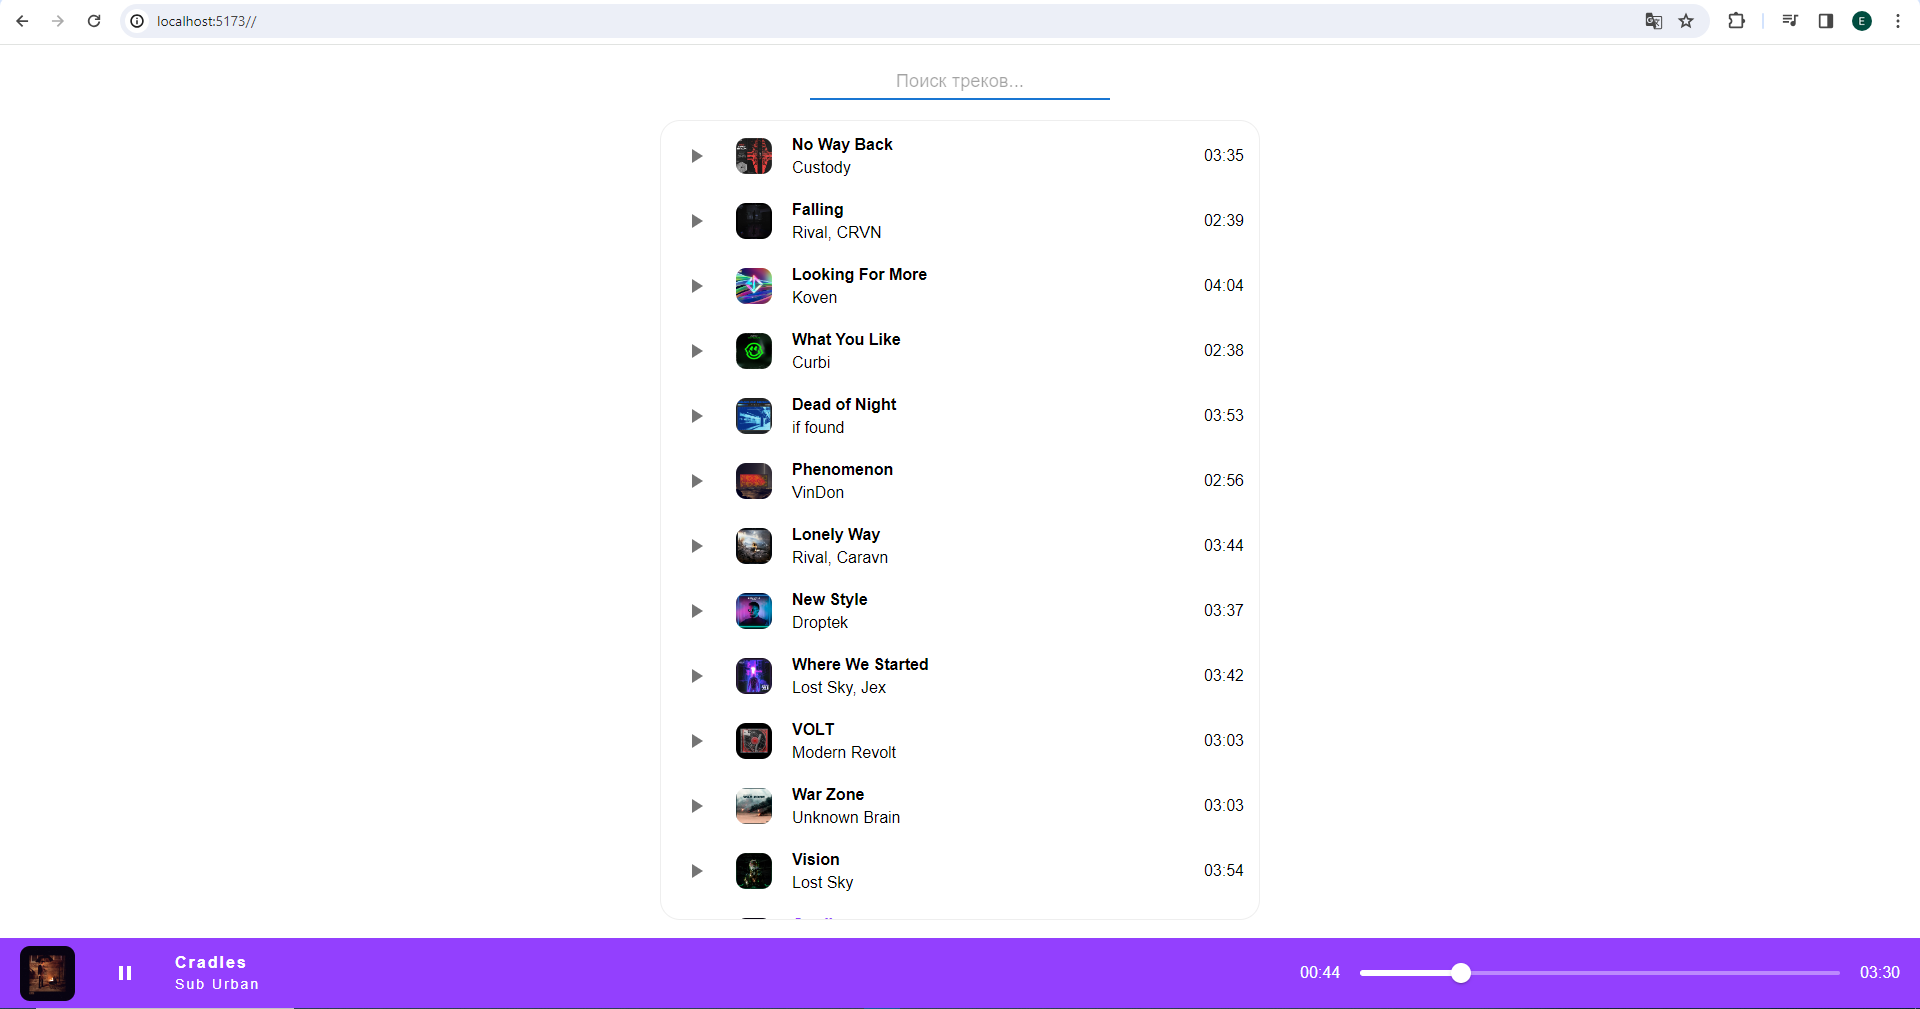 localhost:5173//
E
Поиск треков...
No Way Back
Custody
03:35
Falling
Rival, CRVN
02:39
Looking For More
Koven
04:04
What You Like
Curbi
02:38
Dead of Night
if found
03:53
Phenomenon
VinDon
02:56
Lonely Way
Rival, Caravn
03:44
New Style
Droptek
03:37
Where We Started
Lost Sky, Jex
03:42
VOLT
Modern Revolt
03:03
War Zone
Unknown Brain
03:03
Vision
Lost Sky
03:54
Cradles
Sub Urban
00:44
03:30